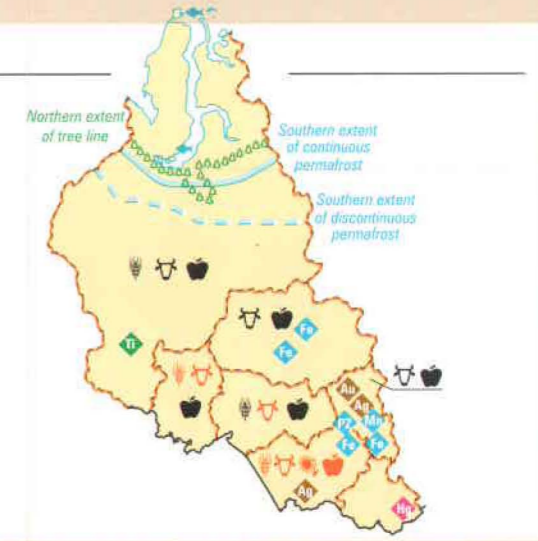 Northern extent
of tree line
Southern extent
of continuous
permafrost
Southern extent
of discontinuous
permafrost
Fe
Fe
Ti
Au
Ag
PZ
Mn
Fe
Fe
Ag
Hg